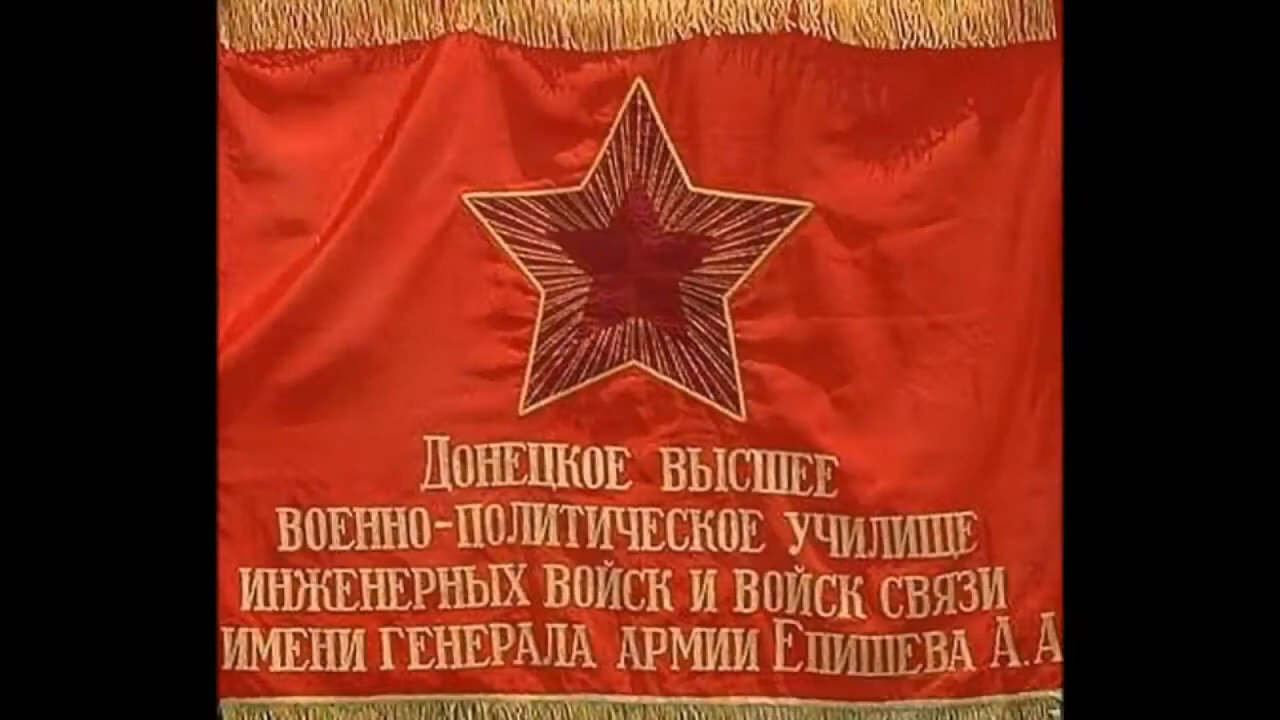 Донецкое высшее
военно-политическое училище
инженерных войск и войск связи
имени генерала армии Епишева А.А